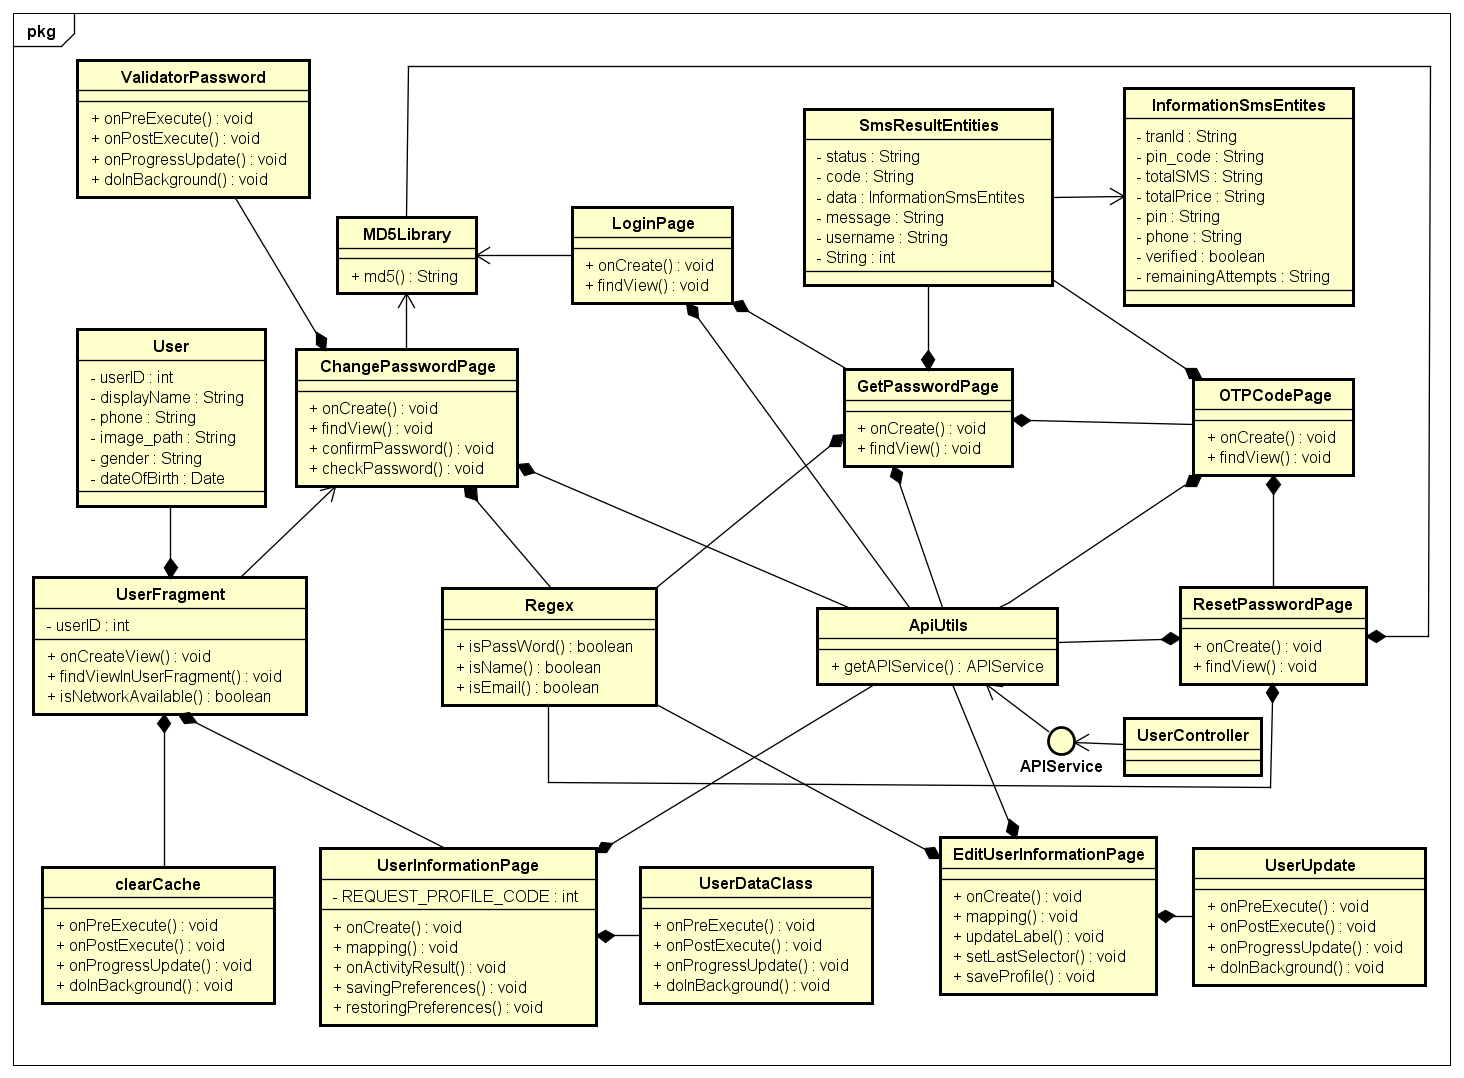 pkg
ValidatorPassword
+ onPreExecute() : void
+ onPostExecute() : void
+ onProgressUpdate() : void
+ doInBackground() : void
MD5Library
+ md5() : String
LoginPage
+ onCreate() : void
+ findView() : void
SmsResultEntities
- status : String
- code : String
- data : InformationSmsEntites
- message : String
- username : String
- String : int
InformationSmsEntites
- tranId : String
- pin_code : String
- totalSMS : String
- totalPrice : String
- pin : String
- phone : String
- verified : boolean
- remainingAttempts : String
User
- userID : int
- displayName : String
- phone : String
- image_path : String
- gender : String
- dateOfBirth : Date
ChangePasswordPage
+ onCreate() : void
+ findView() : void
+ confirmPassword() : void
+ checkPassword() : void
GetPasswordPage
+ onCreate() : void
+ findView() : void
OTPCodePage
+ onCreate() : void
+ findView() : void
UserFragment
- userID : int
+ onCreateView() : void
+ findViewInUserFragment() : void
+ isNetworkAvailable() : boolean
Regex
+ isPassWord() : boolean
+ isName() : boolean
+ isEmail() : boolean
ApiUtils
+ getAPIService() : APIService
ResetPasswordPage
+ onCreate() : void
+ findView() : void
APIService
UserController
clearCache
+ onPreExecute() : void
+ onPostExecute() : void
+ onProgressUpdate() : void
+ doInBackground() : void
UserInformationPage
- REQUEST_PROFILE_CODE : int
+ onCreate() : void
+ mapping() : void
+ onActivityResult() : void
+ savingPreferences() : void
+ restoringPreferences() : void
UserDataClass
+ onPreExecute() : void
+ onPostExecute() : void
+ onProgressUpdate() : void
+ doInBackground() : void
EditUserInformationPage
+ onCreate() : void
+ mapping() : void
+ updateLabel() : void
+ setLastSelector() : void
+ saveProfile() : void
UserUpdate
+ onPreExecute() : void
+ onPostExecute() : void
+ onProgressUpdate() : void
+ doInBackground() : void